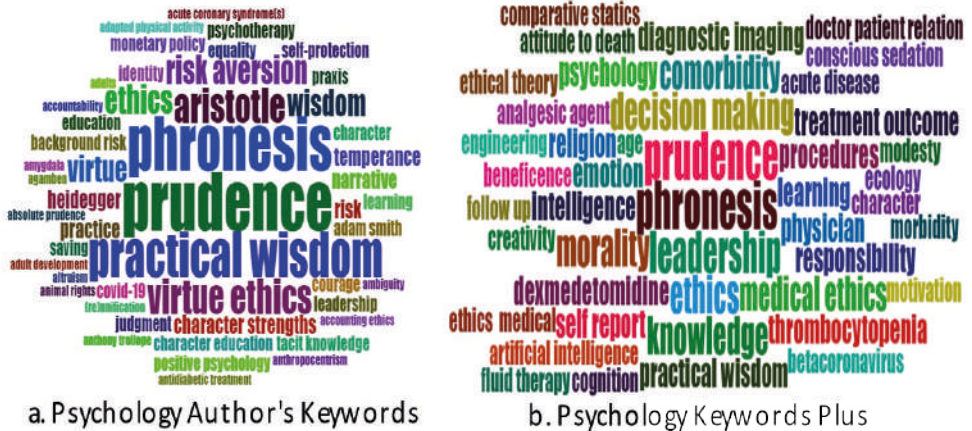 acute coronary syndrome(s)
adapted physical activity psychotherapy
monetary policy equality self-protection
identity risk aversion praxis
adults
accountability ethics aristotle wisdom
education
background risk phronesis character
amygdala virtue temperance
agamben narrative
heidegger prudence learning
absolute prudence risk
practice adam smith
saving
adult development practical wisdom
altruism
animal rights covid-19 virtue ethics courage ambiguity
(re)unification leadership
judgment character strengths accounting ethics
anthony trollope character education tacit knowledge
positive psychology anthropocentrism
antidiabetic treatment
a. Psychology Author's Keywords
comparative statics doctor patient relation
attitude to death diagnostic imaging conscious sedation
ethical theory psychology comorbidity acute disease
analgesic agent decision making treatment outcome
engineering religion age prudence procedures modesty
beneficence emotion learning ecology
follow up intelligence phronesis character
creativity physician morbidity
morality leadership responsibility
dexmedetomidine ethics medical ethics motivation
ethics medical self report knowledge thrombocytopenia
artificial intelligence betacoronavirus
fluid therapy cognition practical wisdom
b. Psychology Keywords Plus